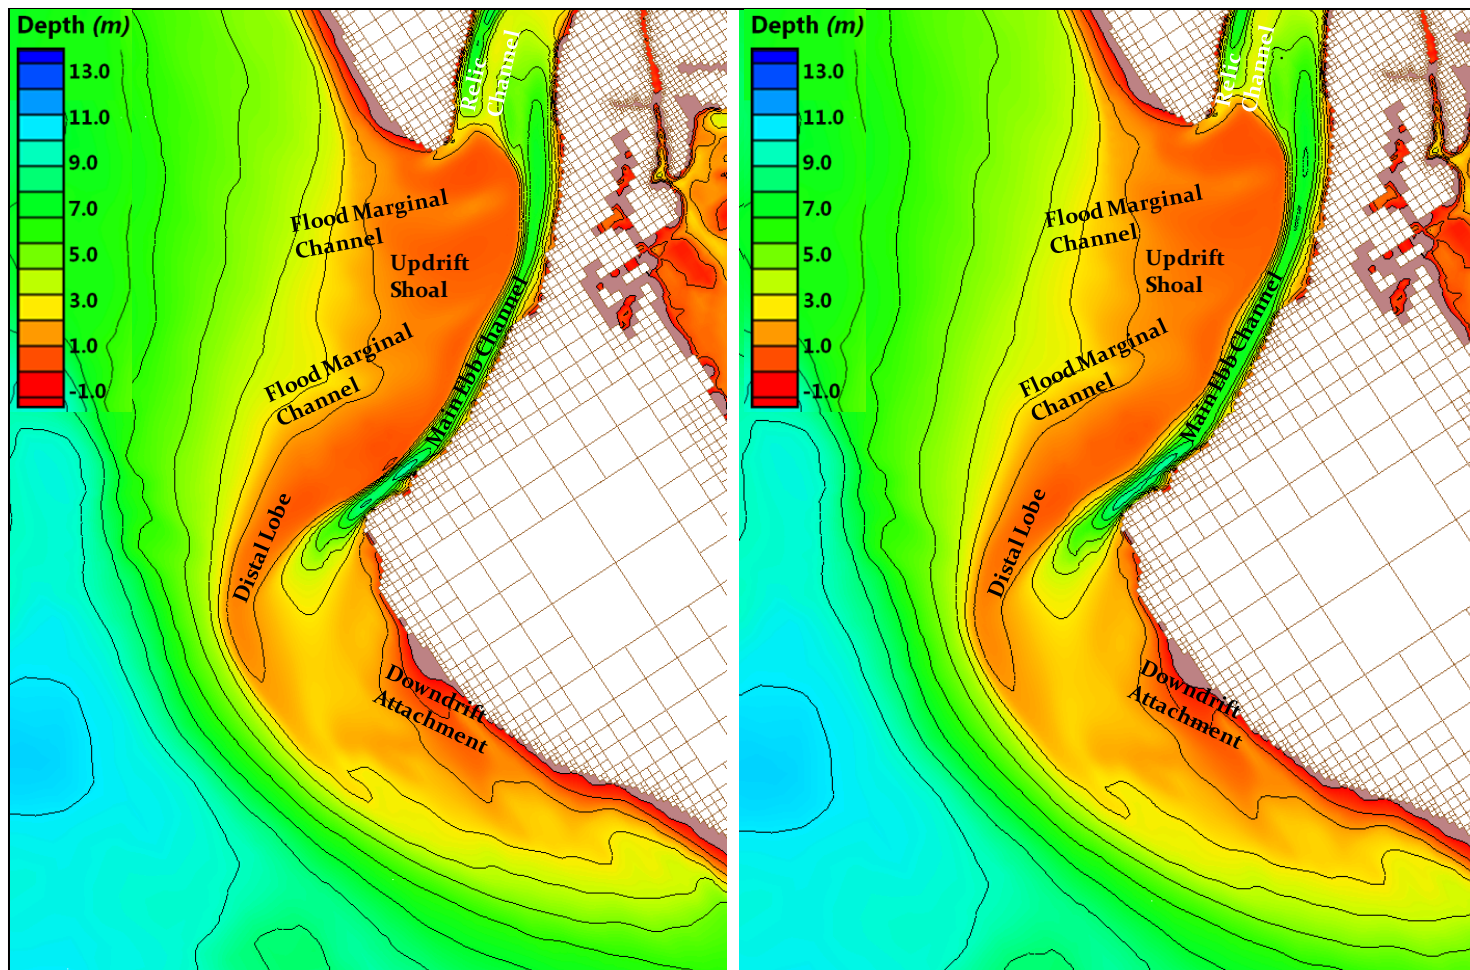 Depth (m)
13.0
11.0
9.0
7.0
5.0
3.0
1.0
-1.0
Relic
Channel
Flood Marginal
Channel
Updrift
Shoal
Flood Marginal
Channel
Main Ebb Channel
Distal Lobe
Downdrift
Attachment
Depth (m)
13.0
11.0
9.0
7.0
5.0
3.0
1.0
-1.0
Relic
Channel
Flood Marginal
Channel
Updrift
Shoal
Flood Marginal
Channel
Main Ebb Channel
Distal Lobe
Downdrift
Attachment